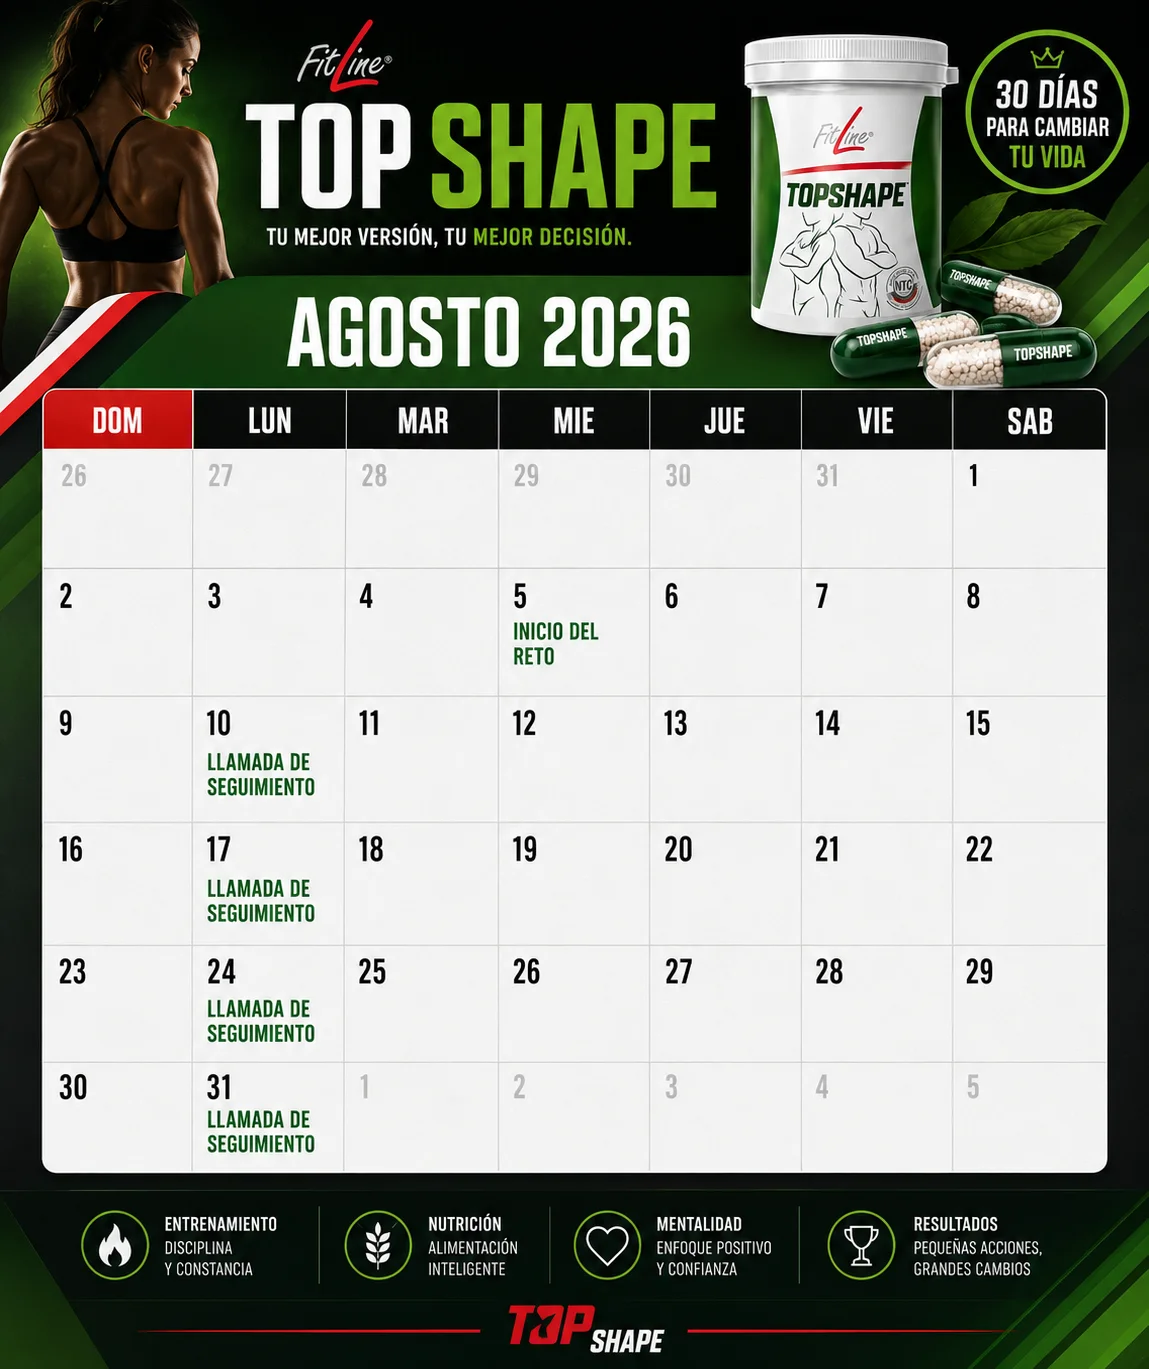 FitLine®
TOP SHAPE
TU MEJOR VERSIÓN, TU MEJOR DECISIÓN.
30 DÍAS
PARA CAMBIAR
TU VIDA
FitLine®
TOPSHAPE
NTC
TOPSHAPE
TOPSHAPE
TOPSHAPE
AGOSTO 2026
DOM LUN MAR MIE JUE VIE SAB
26 27 28 29 30 31 1
2 3 4 5 6 7 8
INICIO DEL
RETO
9 10 11 12 13 14 15
LLAMADA DE
SEGUIMIENTO
16 17 18 19 20 21 22
LLAMADA DE
SEGUIMIENTO
23 24 25 26 27 28 29
LLAMADA DE
SEGUIMIENTO
30 31 1 2 3 4 5
LLAMADA DE
SEGUIMIENTO
ENTRENAMIENTO
DISCIPLINA
Y CONSTANCIA
NUTRICIÓN
ALIMENTACIÓN
INTELIGENTE
MENTALIDAD
ENFOQUE POSITIVO
Y CONFIANZA
RESULTADOS
PEQUEÑAS ACCIONES,
GRANDES CAMBIOS
TOP SHAPE